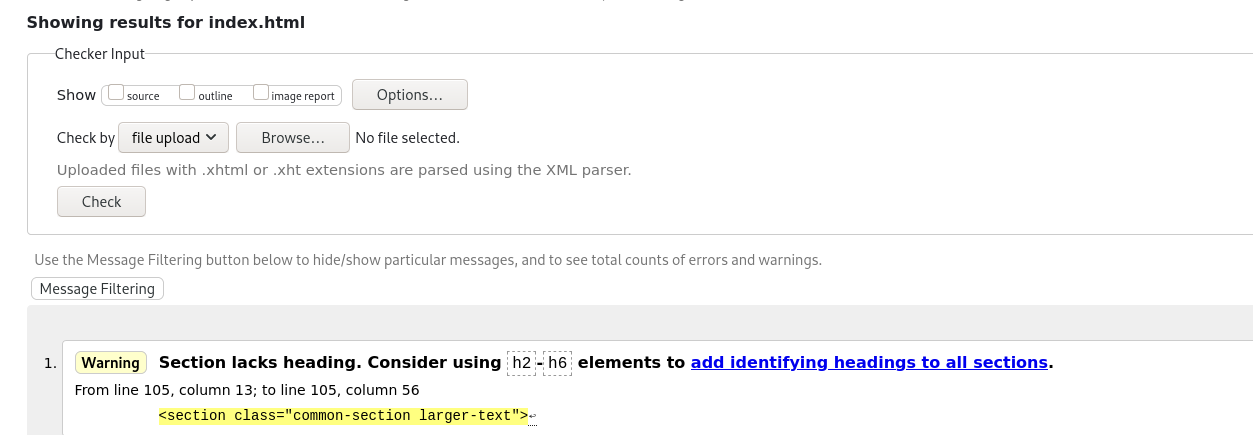 Showing results for index.html
Checker Input
Show source outline image report Options...
Check by file upload Browse... No file selected.
Uploaded files with .xhtml or .xht extensions are parsed using the XML parser.
Check
Use the Message Filtering button below to hide/show particular messages, and to see total counts of errors and warnings.
Message Filtering
1. Warning Section lacks heading. Consider using h2-h6 elements to add identifying headings to all sections.
From line 105, column 13; to line 105, column 56
<section class="common-section larger-text">↩